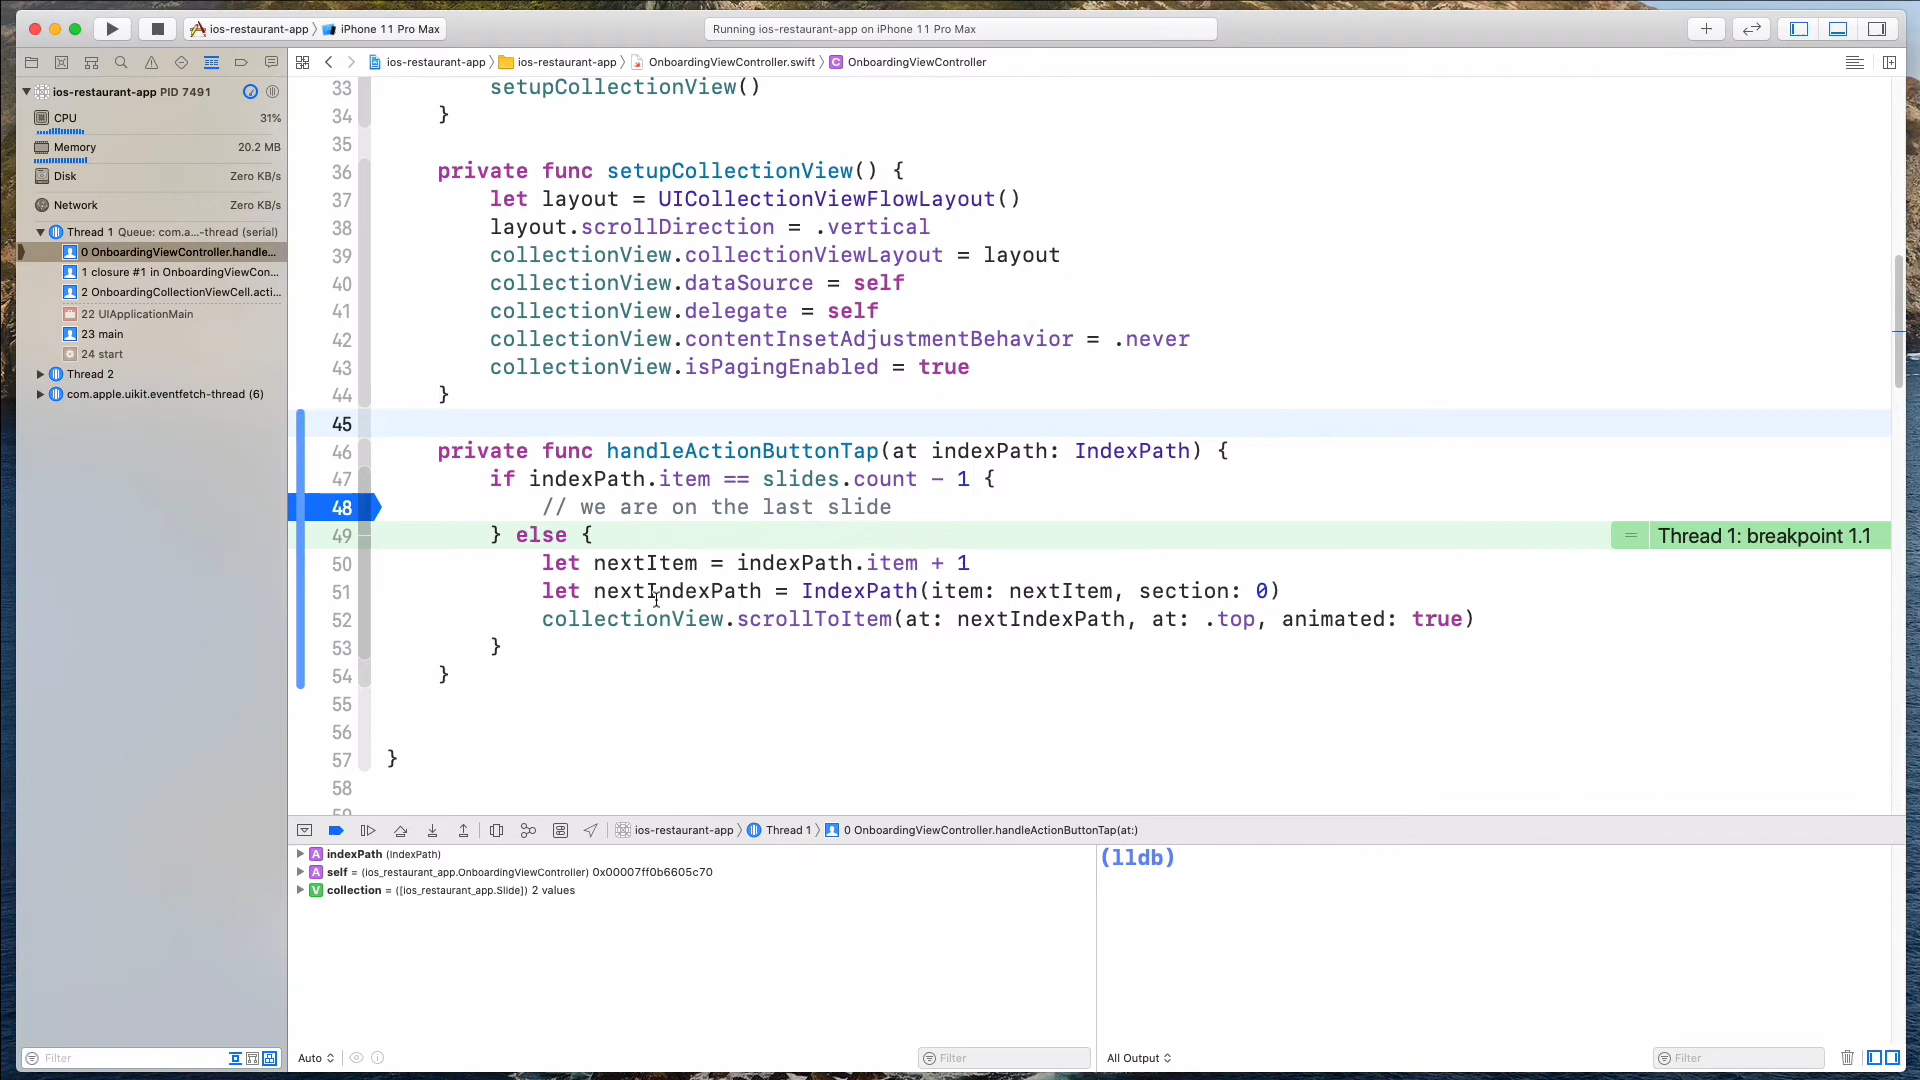 ios-restaurant-app
iPhone 11 Pro Max
Running ios-restaurant-app on iPhone 11 Pro Max
ios-restaurant-app
ios-restaurant-app
OnboardingViewController.swift
OnboardingViewController
ios-restaurant-app PID 7491
CPU 31%
Memory 20.2 MB
Disk Zero KB/s
Network Zero KB/s
Thread 1 Queue: com.a...-thread (serial)
0 OnboardingViewController.handle...
1 closure #1 in OnboardingViewCon...
2 OnboardingCollectionViewCell.acti...
22 UIApplicationMain
23 main
24 start
Thread 2
com.apple.uikit.eventfetch-thread (6)
Filter
33 setupCollectionView()
34 }
35
36 private func setupCollectionView() {
37 let layout = UICollectionViewFlowLayout()
38 layout.scrollDirection = .vertical
39 collectionView.collectionViewLayout = layout
40 collectionView.dataSource = self
41 collectionView.delegate = self
42 collectionView.contentInsetAdjustmentBehavior = .never
43 collectionView.isPagingEnabled = true
44 }
45
46 private func handleActionButtonTap(at indexPath: IndexPath) {
47 if indexPath.item == slides.count - 1 {
48 // we are on the last slide
49 } else {
= Thread 1: breakpoint 1.1
50 let nextItem = indexPath.item + 1
51 let nextIndexPath = IndexPath(item: nextItem, section: 0)
52 collectionView.scrollToItem(at: nextIndexPath, at: .top, animated: true)
53 }
54 }
55
56
57 }
58
59
ios-restaurant-app
Thread 1
0 OnboardingViewController.handleActionButtonTap(at:)
A indexPath (IndexPath)
A self = (ios_restaurant_app.OnboardingViewController) 0x00007ff0b6605c70
V collection = ([ios_restaurant_app.Slide]) 2 values
Auto
Filter
(lldb)
All Output
Filter